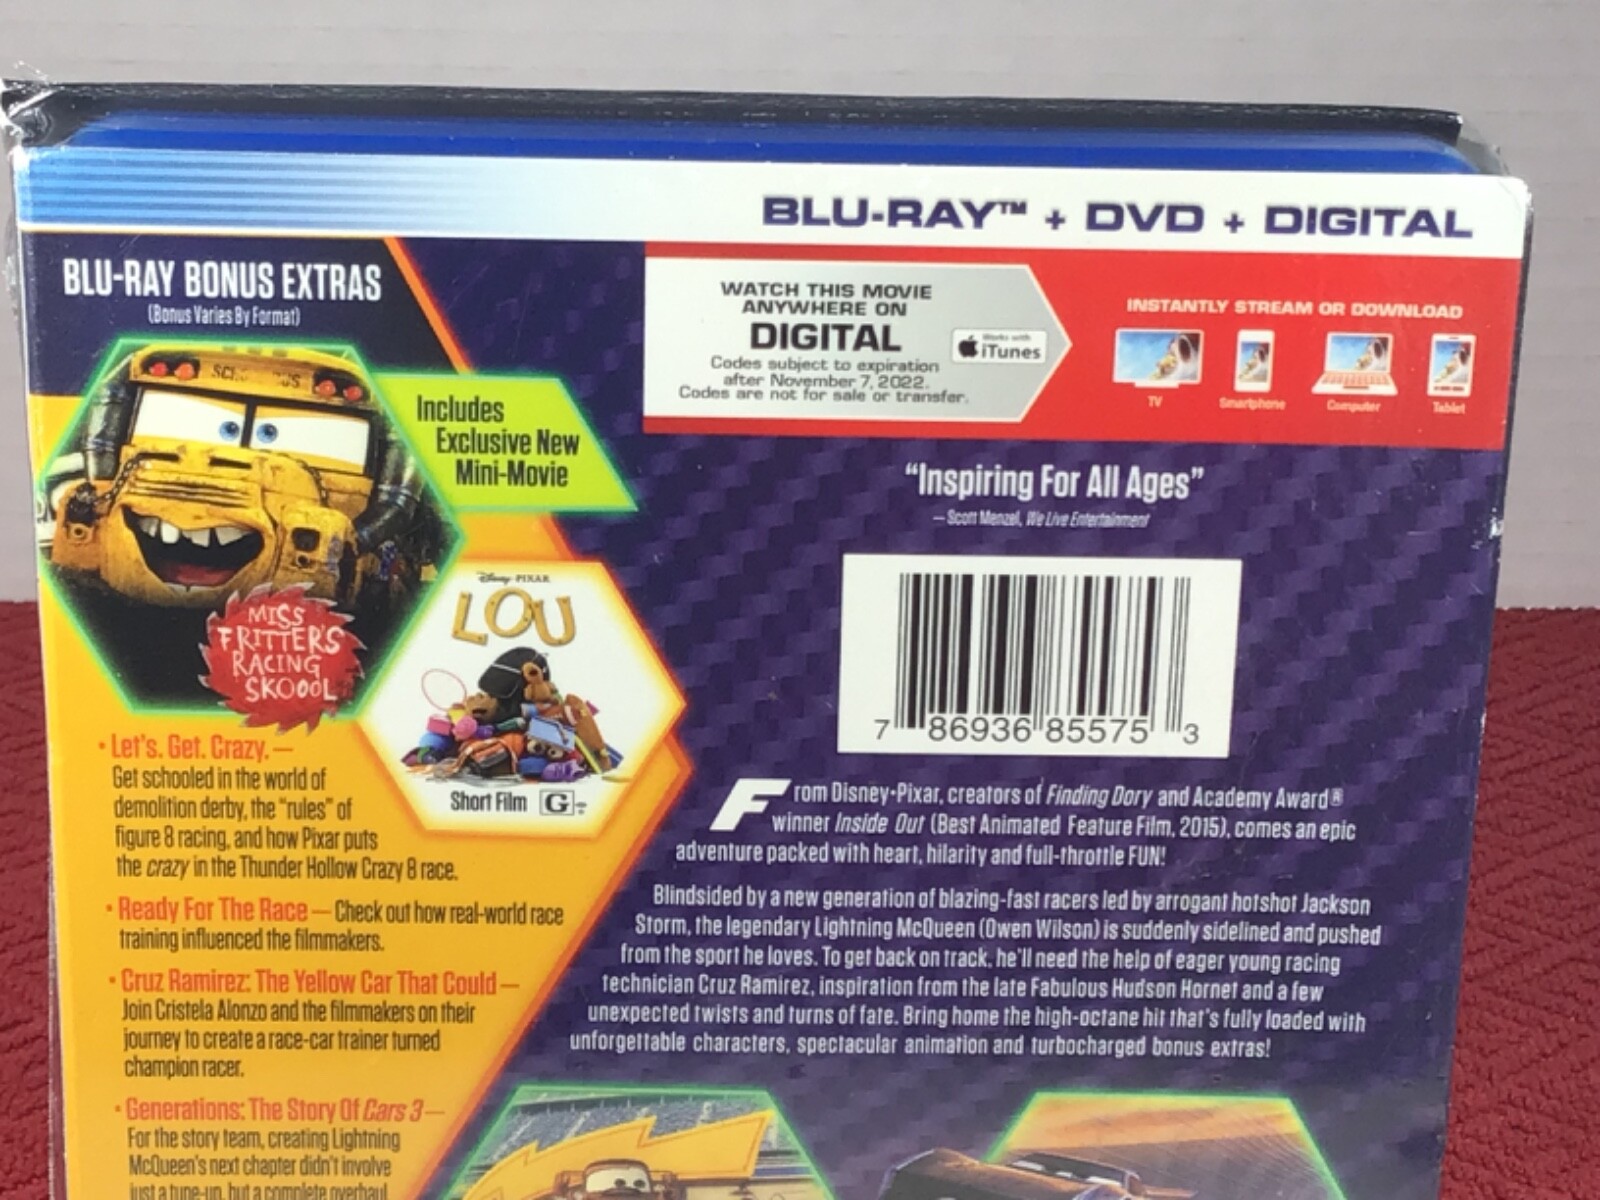 BLU-RAY™ + DVD + DIGITAL
BLU-RAY BONUS EXTRAS
(Bonus Varies By Format)
Includes
Exclusive New
Mini-Movie
MISS
FRITTER'S
RACING
SKOOOL
Disney·PIXAR
LOU
Short Film G
• Let's. Get. Crazy. —
Get schooled in the world of
demolition derby, the "rules" of
figure 8 racing, and how Pixar puts
the crazy in the Thunder Hollow Crazy 8 race.
• Ready For The Race — Check out how real-world race
training influenced the filmmakers.
• Cruz Ramirez: The Yellow Car That Could —
Join Cristela Alonzo and the filmmakers on their
journey to create a race-car trainer turned
champion racer.
• Generations: The Story Of Cars 3 —
For the story team, creating Lightning
McQueen's next chapter didn't involve
just a tune-up, but a complete overhaul
WATCH THIS MOVIE
ANYWHERE ON
DIGITAL
Codes subject to expiration
after November 7, 2022.
Codes are not for sale or transfer.
Works with
iTunes
INSTANTLY STREAM OR DOWNLOAD
TV Smartphone Computer Tablet
"Inspiring For All Ages"
— Scott Menzel, We Live Entertainment
7 86936 85575 3
From Disney•Pixar, creators of Finding Dory and Academy Award®
winner Inside Out (Best Animated Feature Film, 2015), comes an epic
adventure packed with heart, hilarity and full-throttle FUN!
Blindsided by a new generation of blazing-fast racers led by arrogant hotshot Jackson
Storm, the legendary Lightning McQueen (Owen Wilson) is suddenly sidelined and pushed
from the sport he loves. To get back on track, he'll need the help of eager young racing
technician Cruz Ramirez, inspiration from the late Fabulous Hudson Hornet and a few
unexpected twists and turns of fate. Bring home the high-octane hit that's fully loaded with
unforgettable characters, spectacular animation and turbocharged bonus extras!